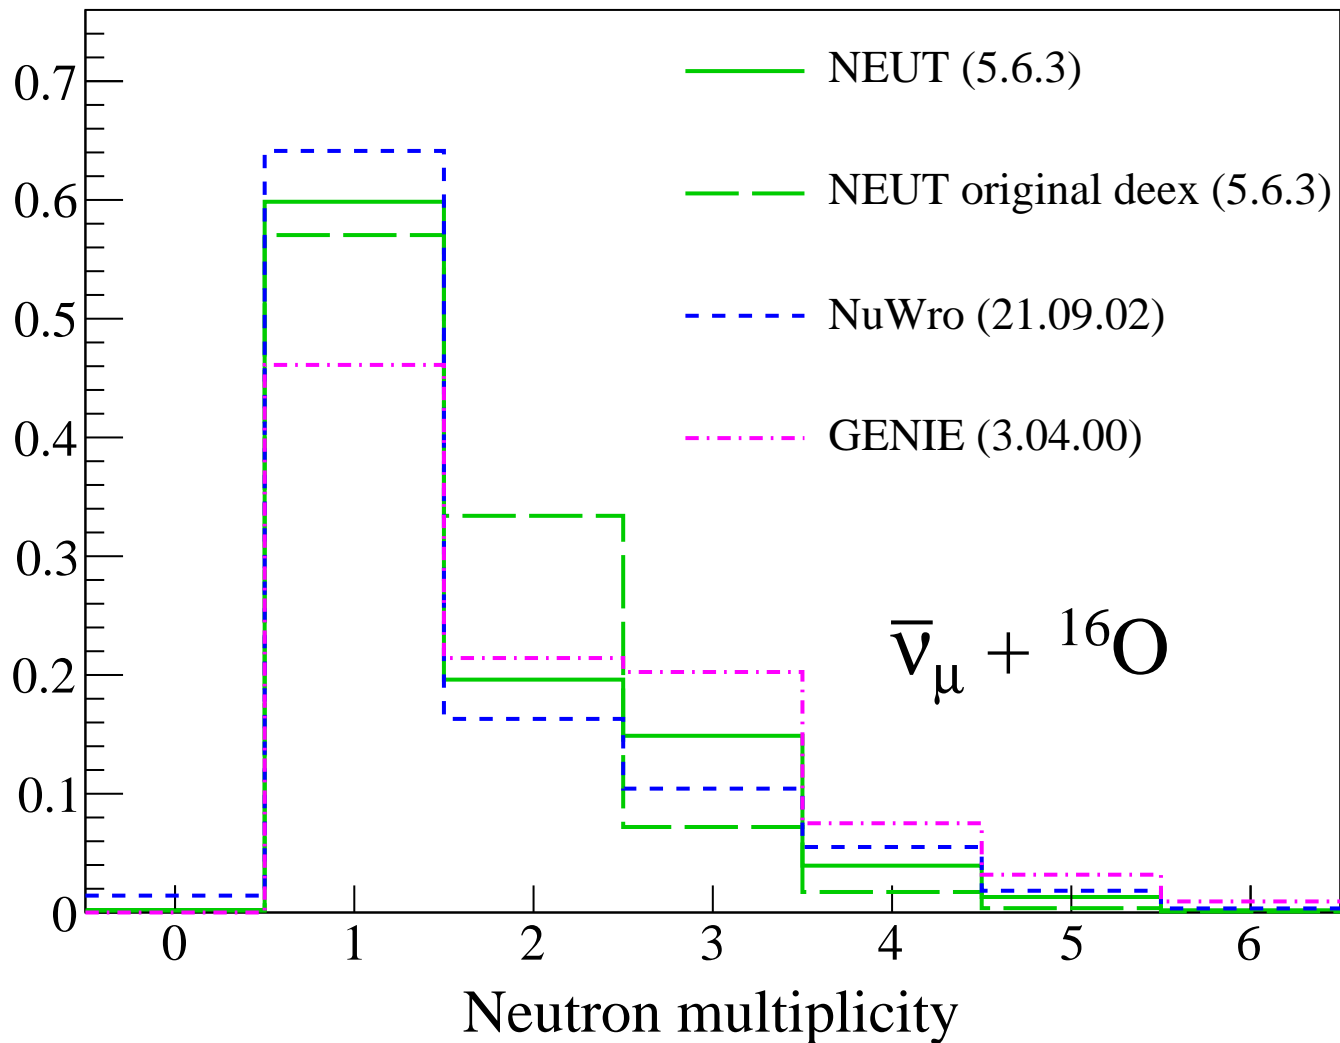 0.7
0.6
0.5
0.4
0.3
0.2
0.1
0
NEUT (5.6.3)
NEUT original deex (5.6.3)
NuWro (21.09.02)
GENIE (3.04.00)
ν̅μ + ¹⁶O
0 1 2 3 4 5 6
Neutron multiplicity